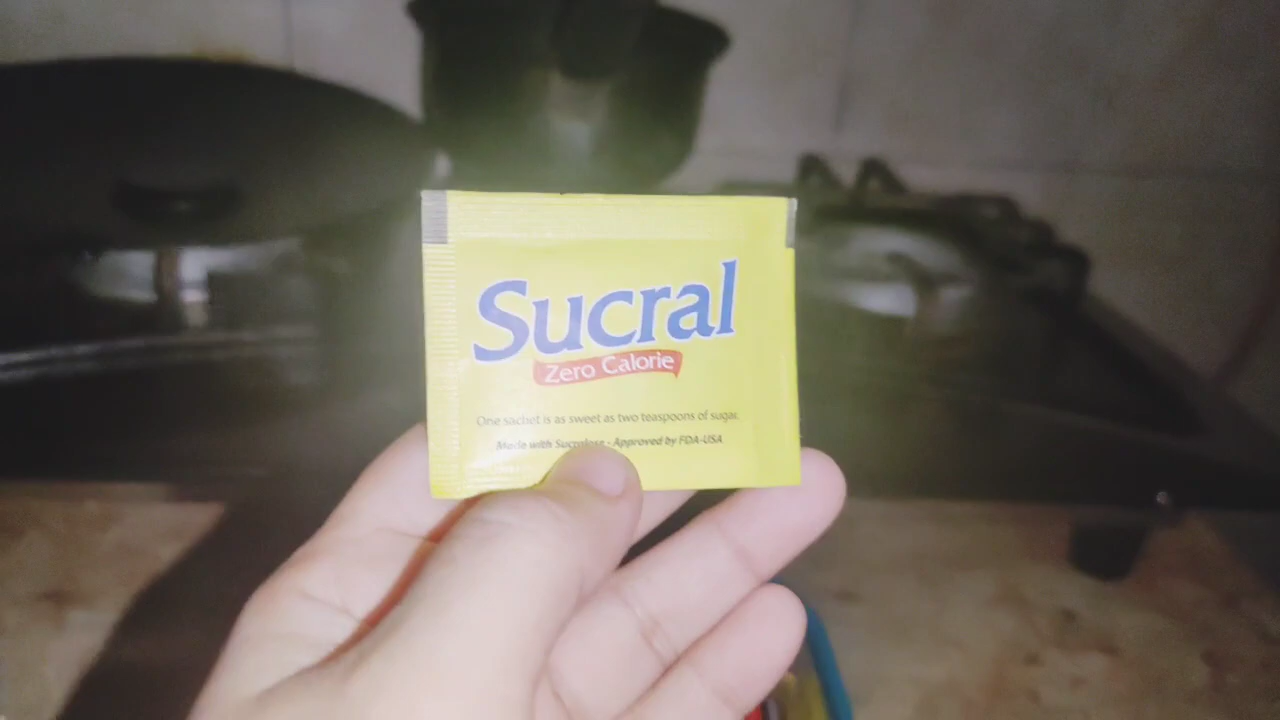 Sucral
Zero Calorie
One sachet is as sweet as two teaspoons of sugar.
Made with Sucralose - Approved by FDA-USA